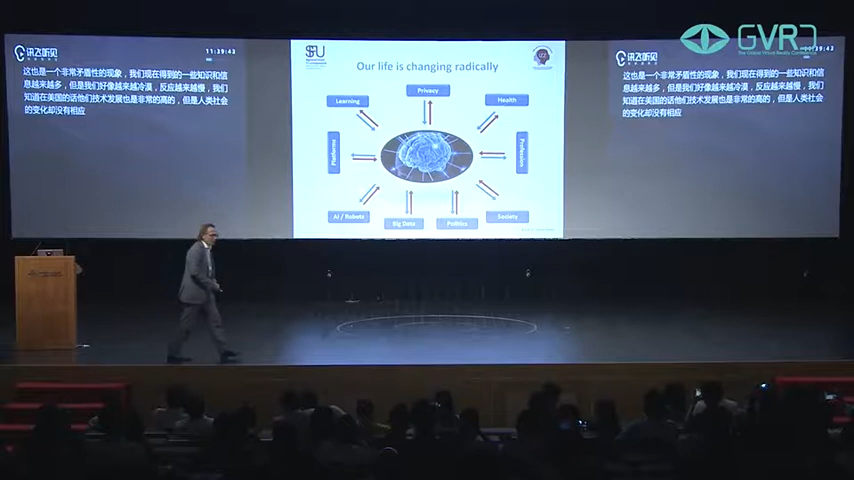 讯飞听见
11:39:43
这也是一个非常矛盾性的现象，我们现在得到的一些知识和信
息越来越多，但是我们好像越来越冷漠，反应越来越慢，我们
知道在美国的话他们技术发展也是非常的高的，但是人类社会
的变化却没有相应
SFU
Our life is changing radically
Privacy
Learning
Health
Platforms
Profession
AI / Robots
Big Data
Politics
Society
讯飞听见
:39:43
这也是一个非常矛盾性的现象，我们现在得到的一些知识和信
息越来越多，但是我们好像越来越冷漠，反应越来越慢，我们
知道在美国的话他们技术发展也是非常的高的，但是人类社会
的变化却没有相应
GVRC
The Global Virtual Reality Conference